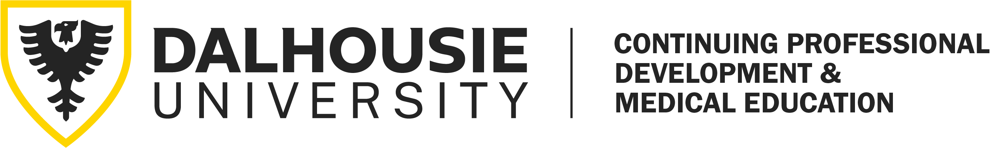 DALHOUSIE
UNIVERSITY
CONTINUING PROFESSIONAL
DEVELOPMENT &
MEDICAL EDUCATION